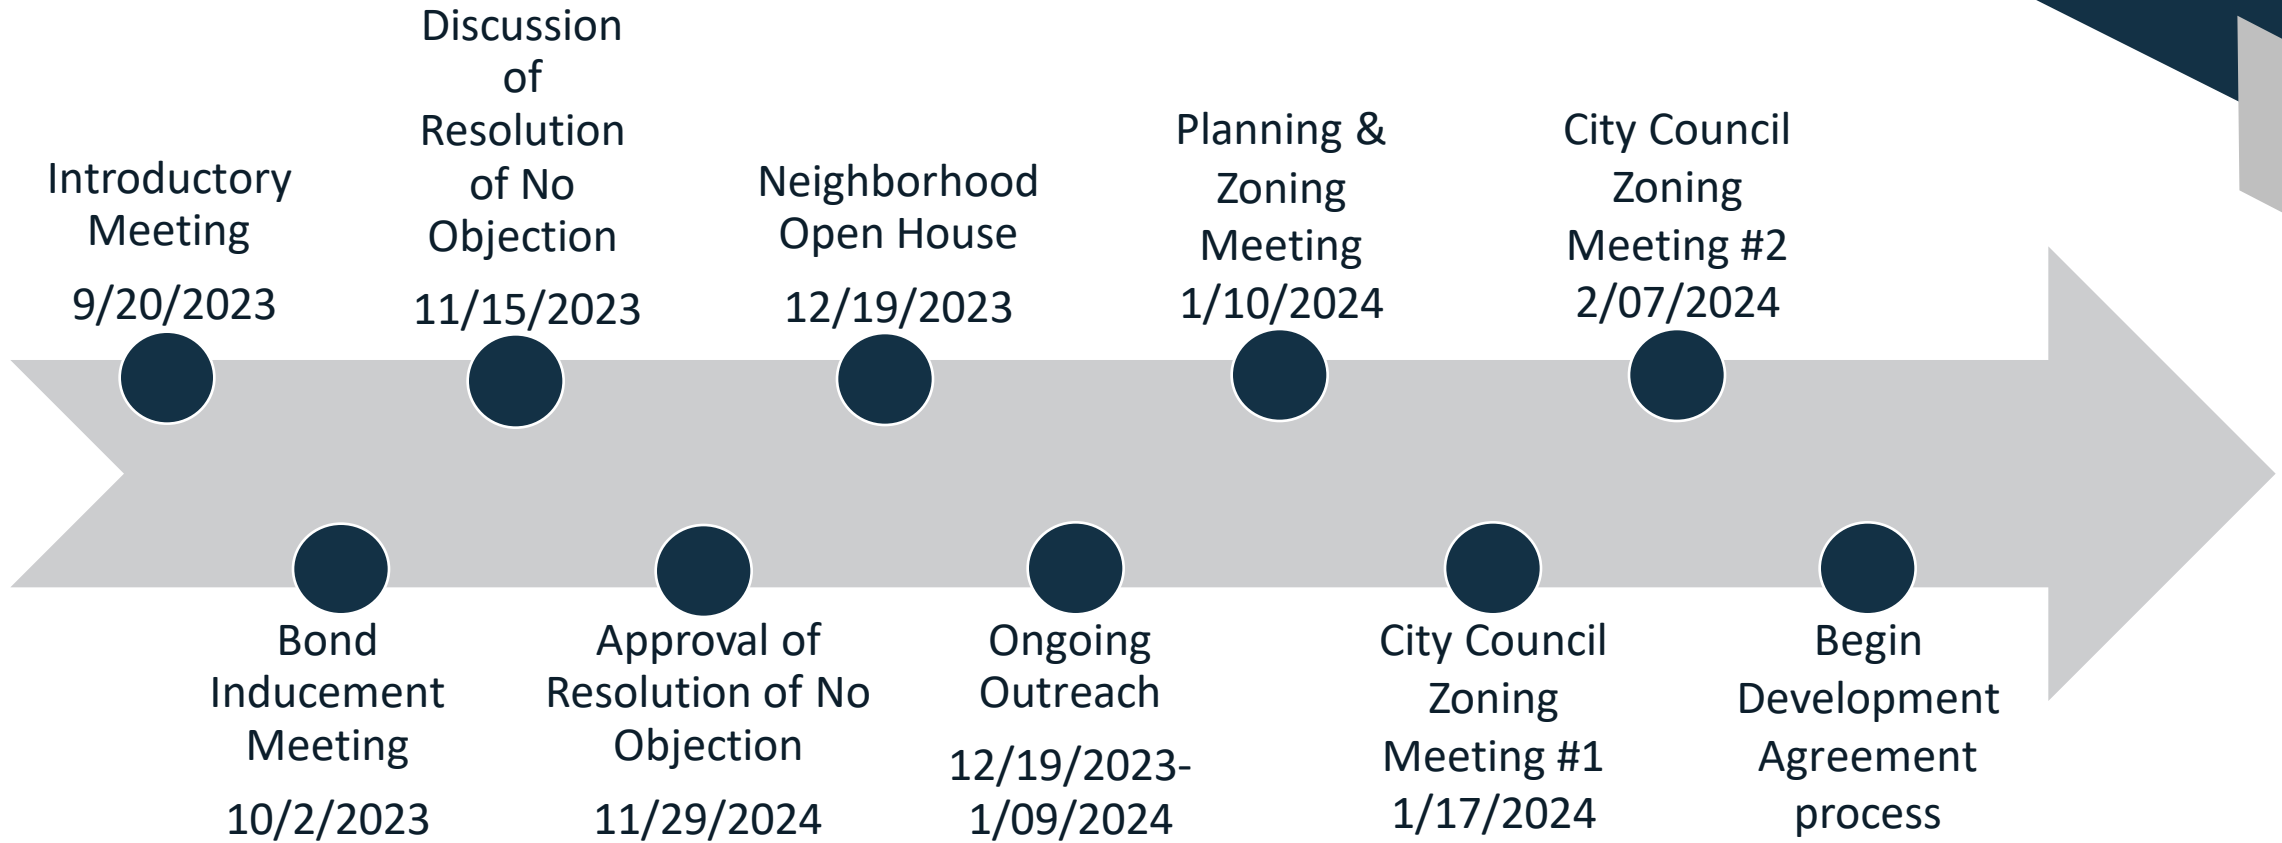 Introductory
Meeting
9/20/2023
Discussion
of
Resolution
of No
Objection
11/15/2023
Neighborhood
Open House
12/19/2023
Planning &
Zoning
Meeting
1/10/2024
City Council
Zoning
Meeting #2
2/07/2024
Bond
Inducement
Meeting
10/2/2023
Approval of
Resolution of No
Objection
11/29/2024
Ongoing
Outreach
12/19/2023-
1/09/2024
City Council
Zoning
Meeting #1
1/17/2024
Begin
Development
Agreement
process